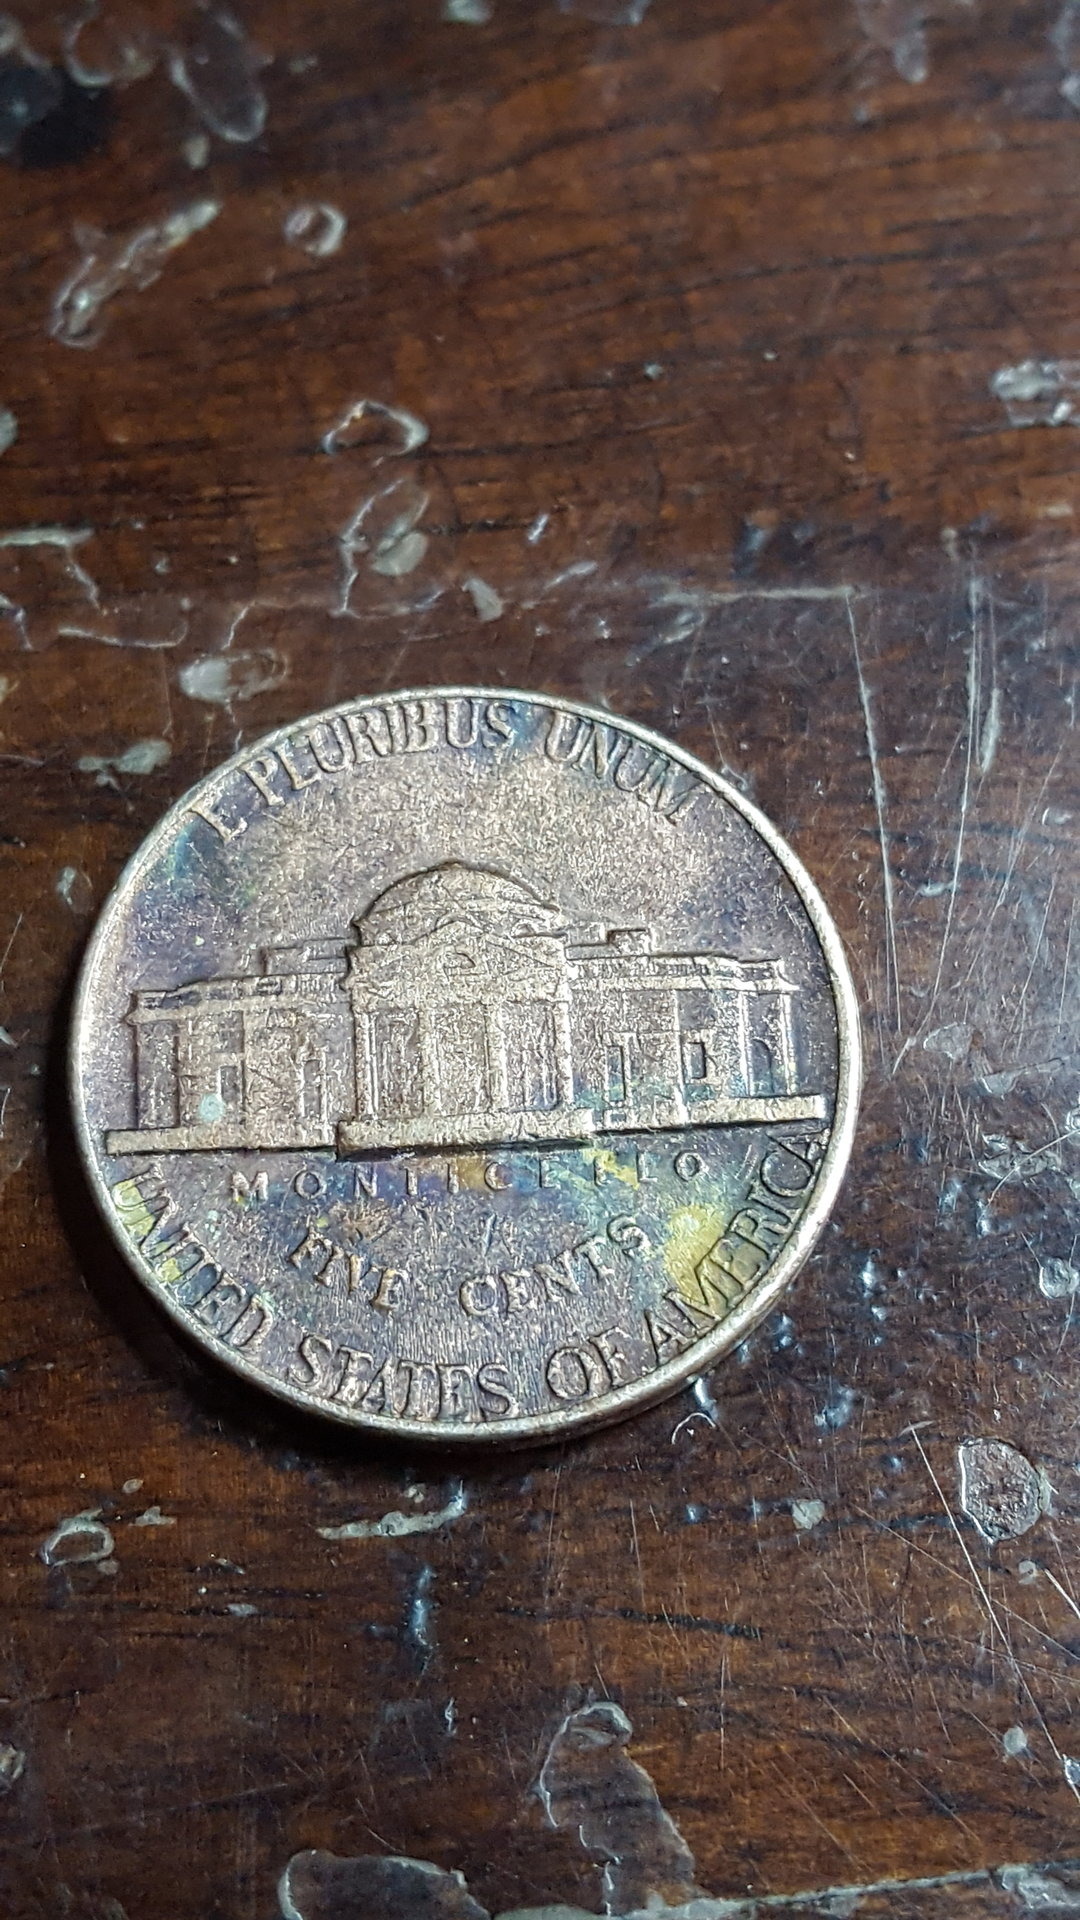 E PLURIBUS UNUM
MONTICELLO
FIVE CENTS
UNITED STATES OF AMERICA